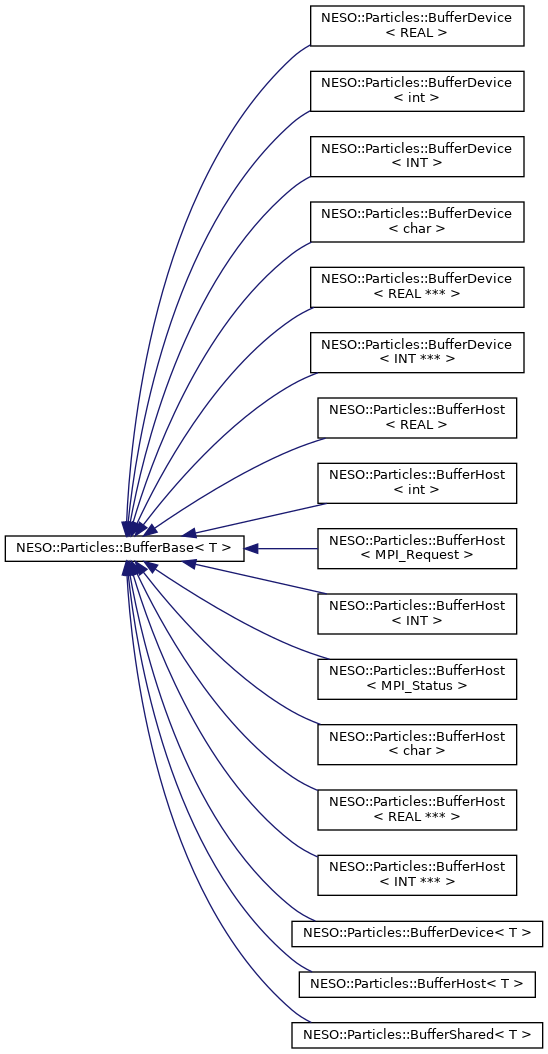 NESO::Particles::BufferDevice
< REAL >
NESO::Particles::BufferDevice
< int >
NESO::Particles::BufferDevice
< INT >
NESO::Particles::BufferDevice
< char >
NESO::Particles::BufferDevice
< REAL *** >
NESO::Particles::BufferDevice
< INT *** >
NESO::Particles::BufferHost
< REAL >
NESO::Particles::BufferHost
< int >
NESO::Particles::BufferBase< T >
NESO::Particles::BufferHost
< MPI_Request >
NESO::Particles::BufferHost
< INT >
NESO::Particles::BufferHost
< MPI_Status >
NESO::Particles::BufferHost
< char >
NESO::Particles::BufferHost
< REAL *** >
NESO::Particles::BufferHost
< INT *** >
NESO::Particles::BufferDevice< T >
NESO::Particles::BufferHost< T >
NESO::Particles::BufferShared< T >